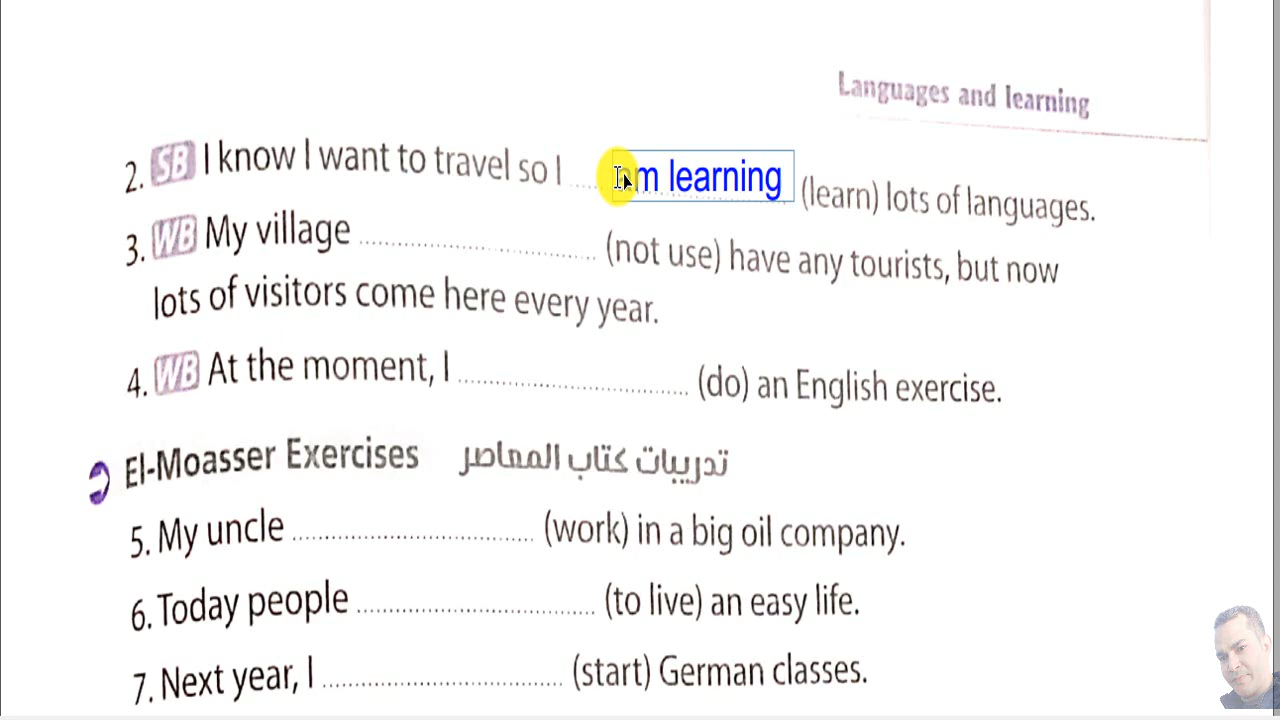 Languages and learning
2. SB I know I want to travel so I .......... am learning (learn) lots of languages.
3. WB My village .......... (not use) have any tourists, but now
lots of visitors come here every year.
4. WB At the moment, I .......... (do) an English exercise.
El-Moasser Exercises تدريبات كتاب المعاصر
5. My uncle .......... (work) in a big oil company.
6. Today people .......... (to live) an easy life.
7. Next year, I .......... (start) German classes.